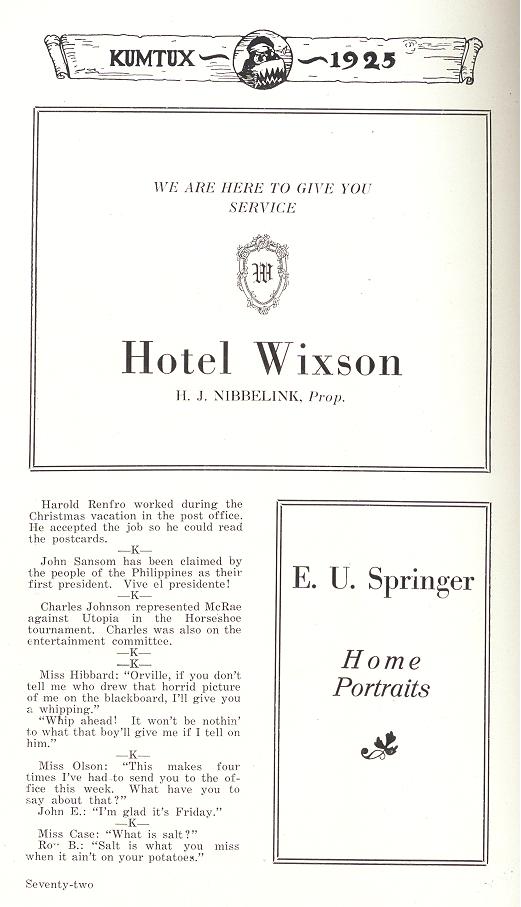 KUMTUX 1925
WE ARE HERE TO GIVE YOU
SERVICE
W
Hotel Wixson
H. J. NIBBELINK, Prop.
Harold Renfro worked during the
Christmas vacation in the post office.
He accepted the job so he could read
the postcards.
—K—
John Sansom has been claimed by
the people of the Philippines as their
first president. Vive el presidente!
—K—
Charles Johnson represented McRae
against Utopia in the Horseshoe
tournament. Charles was also on the
entertainment committee.
—K—
—K—
Miss Hibbard: “Orville, if you don't
tell me who drew that horrid picture
of me on the blackboard, I'll give you
a whipping.”
“Whip ahead! It won't be nothin'
to what that boy'll give me if I tell on
him.”
—K—
Miss Olson: “This makes four
times I've had to send you to the of-
fice this week. What have you to
say about that?”
John E.: “I'm glad it's Friday.”
—K—
Miss Case: “What is salt?”
B.: “Salt is what you miss
when it ain't on your potatoes.”
E. U. Springer
Home
Portraits
Seventy-two